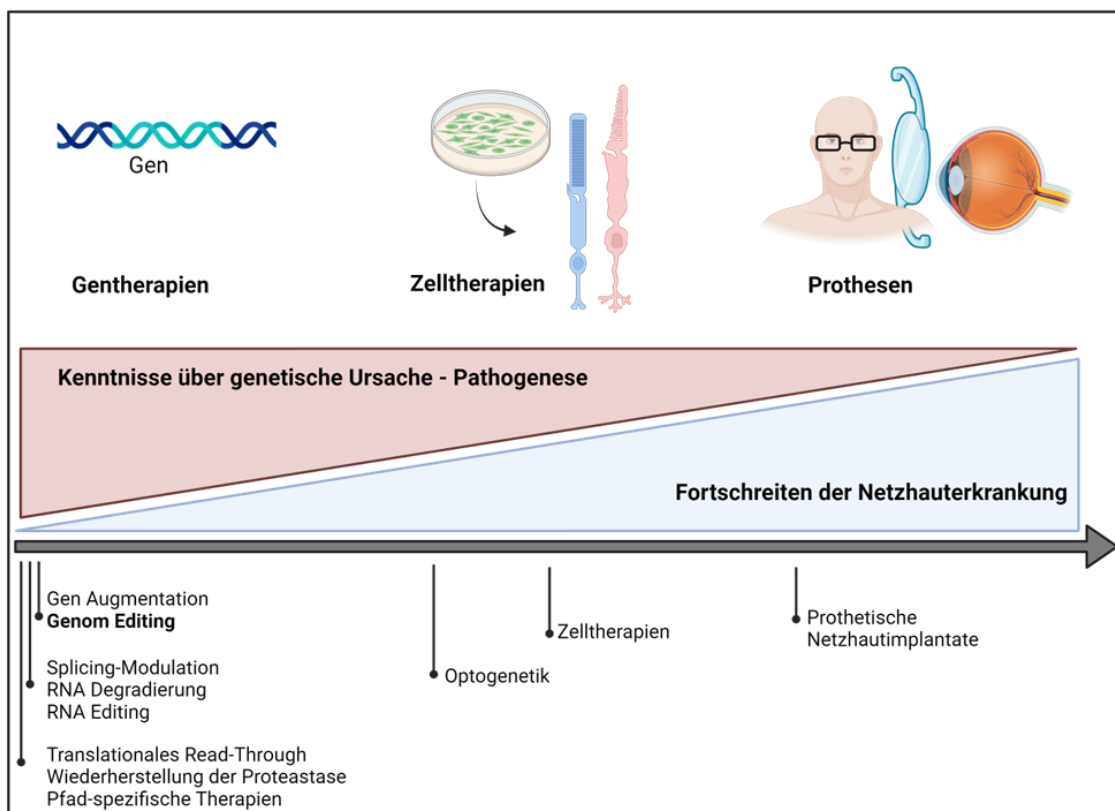 Gen
Gentherapien
Zelltherapien
Prothesen
Kenntnisse über genetische Ursache - Pathogenese
Fortschreiten der Netzhauterkrankung
Gen Augmentation
Genom Editing
Splicing-Modulation
RNA Degradierung
RNA Editing
Translationales Read-Through
Wiederherstellung der Proteastase
Pfad-spezifische Therapien
Optogenetik
Zelltherapien
Prothetische
Netzhautimplantate